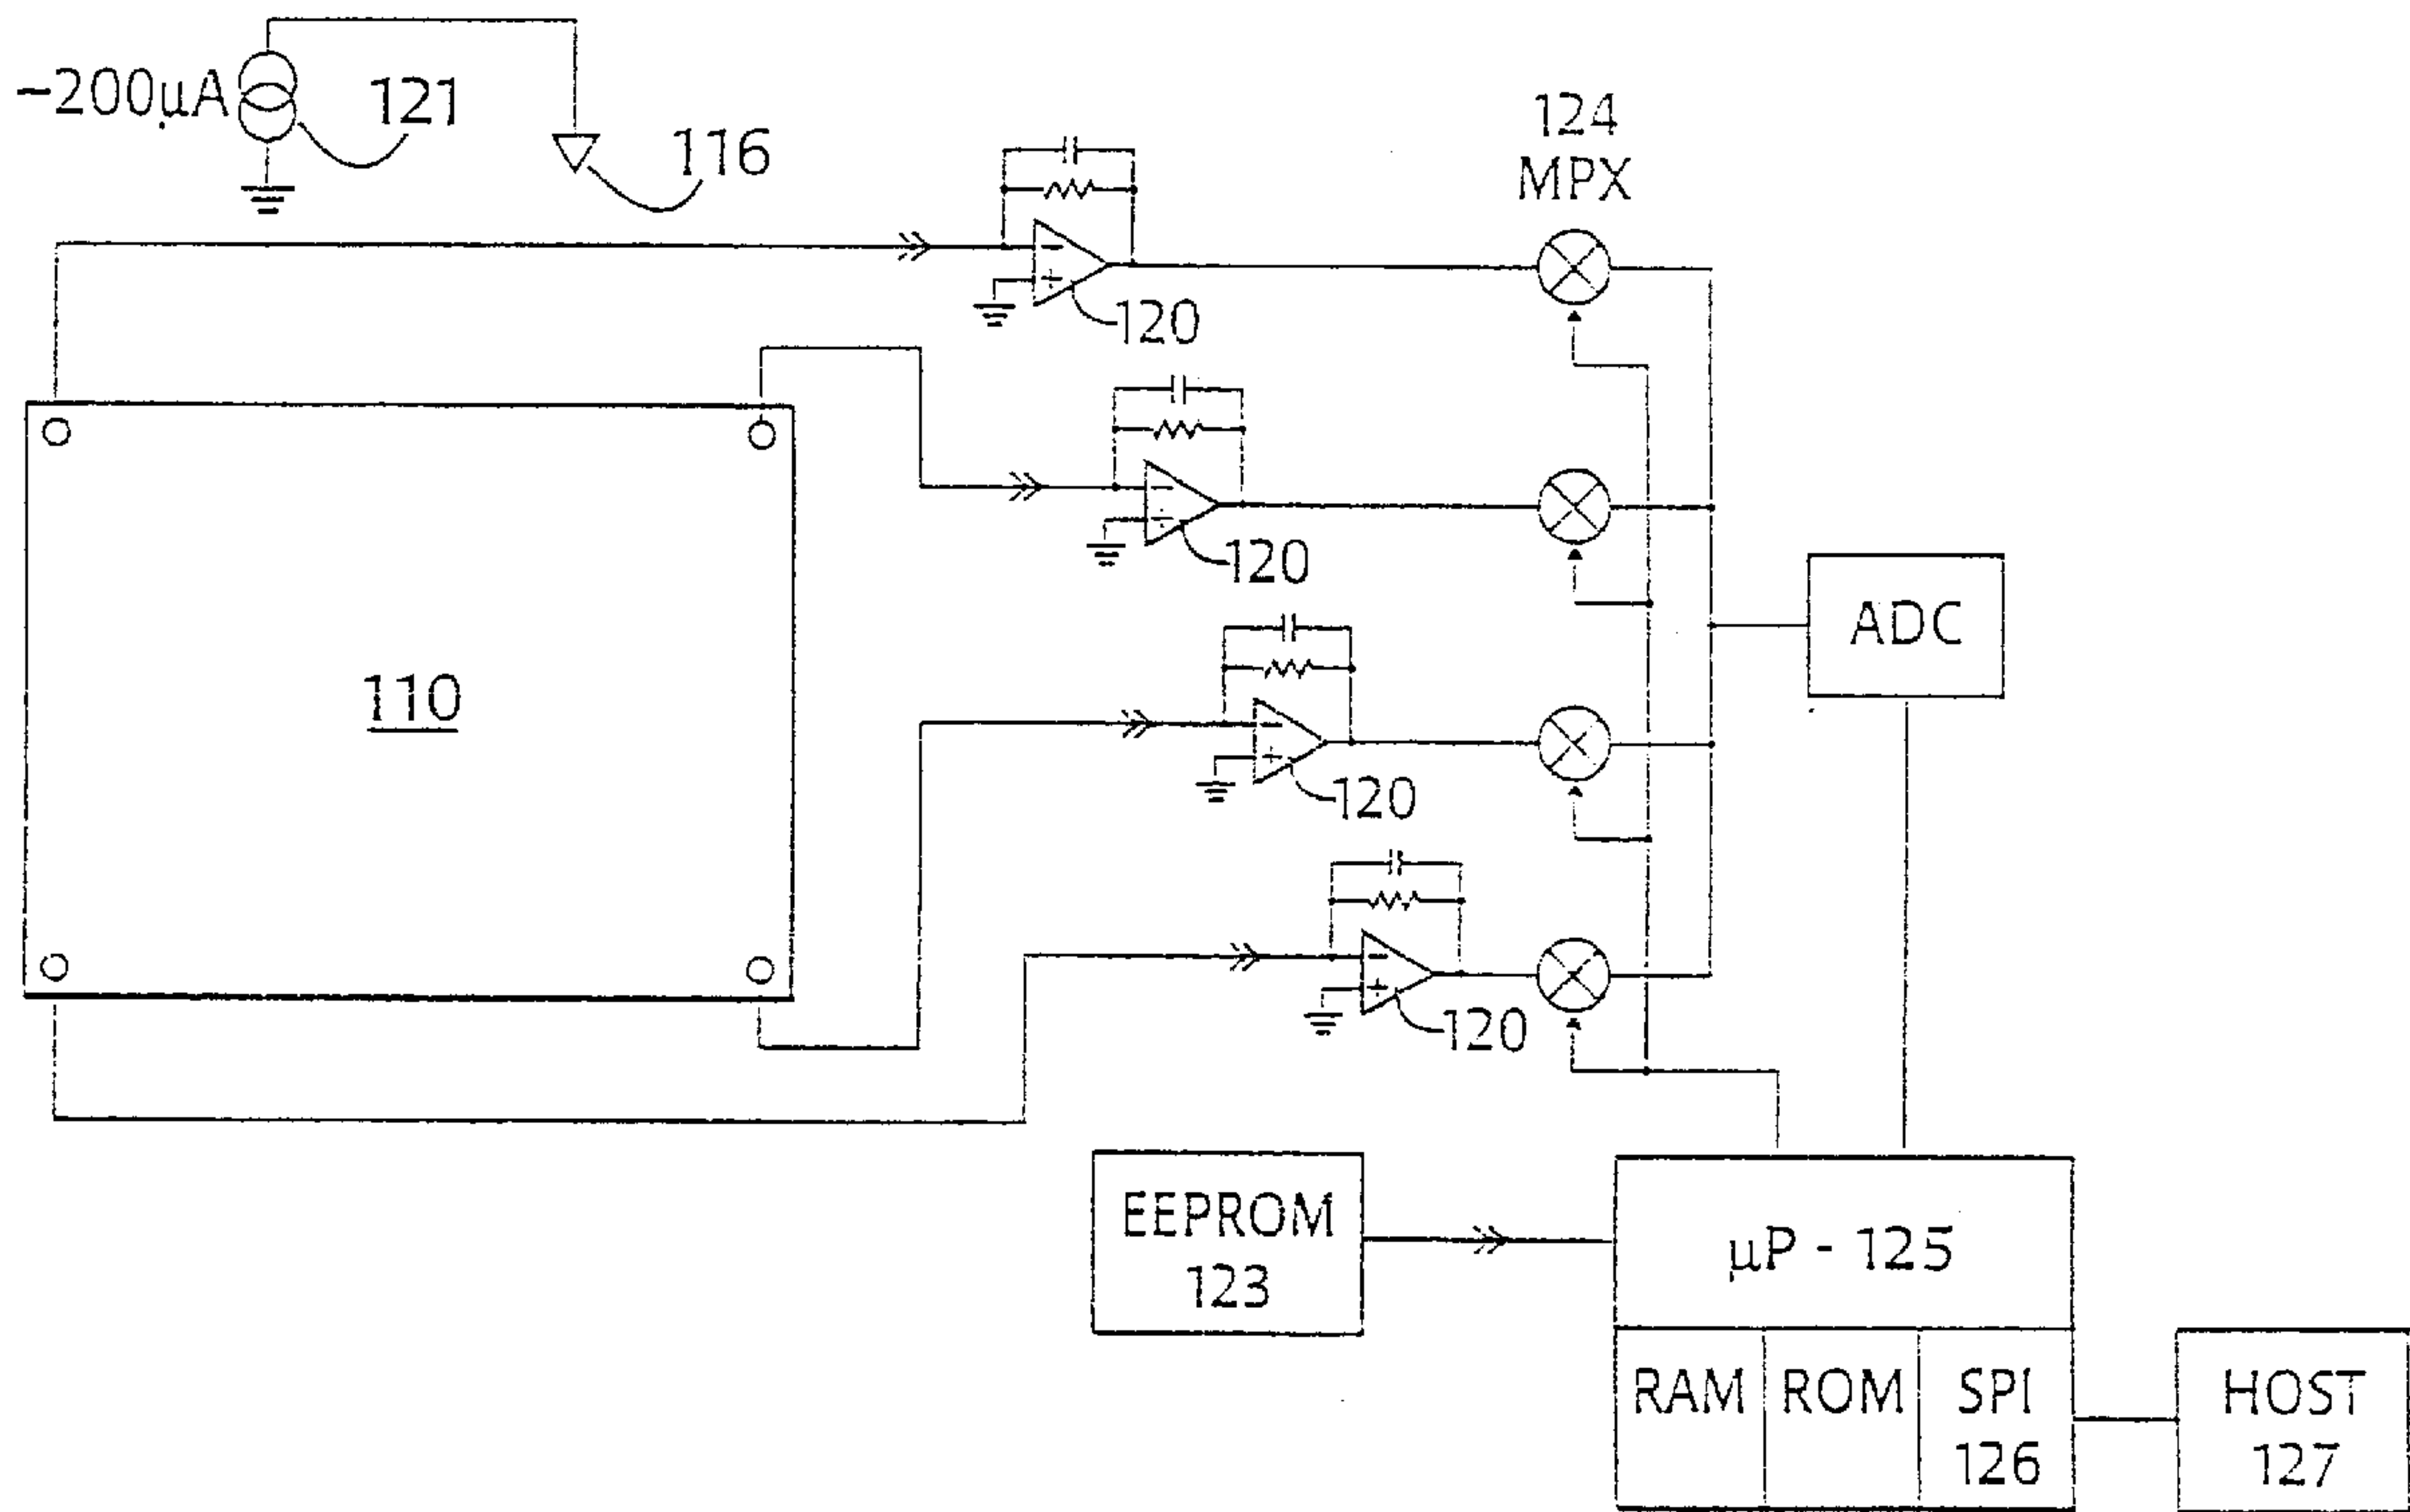 ~200µA
121
116
124
MPX
120
120
120
120
110
ADC
EEPROM
123
µP - 125
RAM
ROM
SPI
126
HOST
127